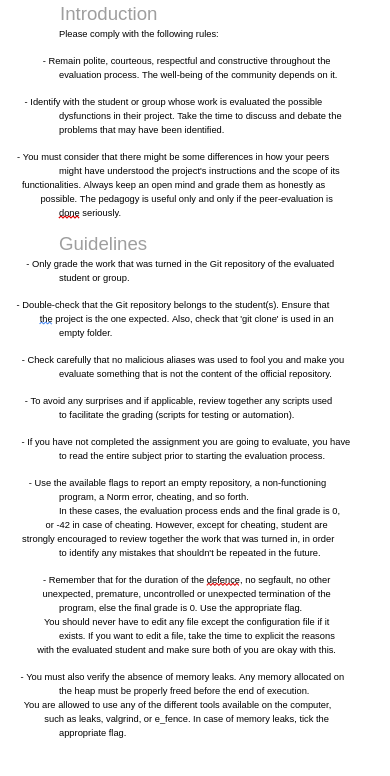 Introduction
Please comply with the following rules:
- Remain polite, courteous, respectful and constructive throughout the
evaluation process. The well-being of the community depends on it.
- Identify with the student or group whose work is evaluated the possible
dysfunctions in their project. Take the time to discuss and debate the
problems that may have been identified.
- You must consider that there might be some differences in how your peers
might have understood the project's instructions and the scope of its
functionalities. Always keep an open mind and grade them as honestly as
possible. The pedagogy is useful only and only if the peer-evaluation is
done seriously.
Guidelines
- Only grade the work that was turned in the Git repository of the evaluated
student or group.
- Double-check that the Git repository belongs to the student(s). Ensure that
the project is the one expected. Also, check that 'git clone' is used in an
empty folder.
- Check carefully that no malicious aliases was used to fool you and make you
evaluate something that is not the content of the official repository.
- To avoid any surprises and if applicable, review together any scripts used
to facilitate the grading (scripts for testing or automation).
- If you have not completed the assignment you are going to evaluate, you have
to read the entire subject prior to starting the evaluation process.
- Use the available flags to report an empty repository, a non-functioning
program, a Norm error, cheating, and so forth.
In these cases, the evaluation process ends and the final grade is 0,
or -42 in case of cheating. However, except for cheating, student are
strongly encouraged to review together the work that was turned in, in order
to identify any mistakes that shouldn't be repeated in the future.
- Remember that for the duration of the defence, no segfault, no other
unexpected, premature, uncontrolled or unexpected termination of the
program, else the final grade is 0. Use the appropriate flag.
You should never have to edit any file except the configuration file if it
exists. If you want to edit a file, take the time to explicit the reasons
with the evaluated student and make sure both of you are okay with this.
- You must also verify the absence of memory leaks. Any memory allocated on
the heap must be properly freed before the end of execution.
You are allowed to use any of the different tools available on the computer,
such as leaks, valgrind, or e_fence. In case of memory leaks, tick the
appropriate flag.